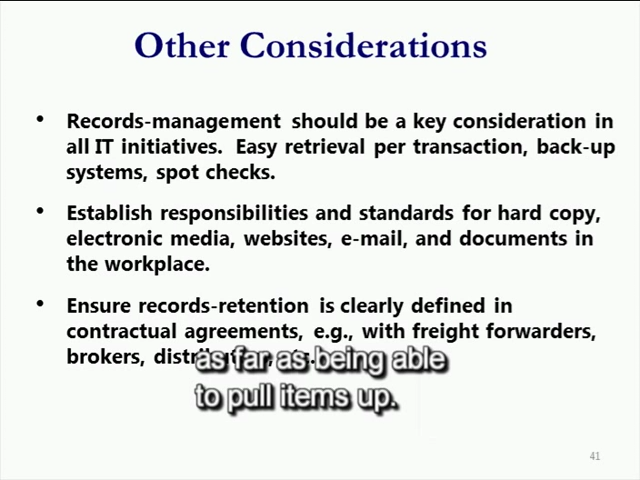 Other Considerations
• Records-management should be a key consideration in
all IT initiatives. Easy retrieval per transaction, back-up
systems, spot checks.
• Establish responsibilities and standards for hard copy,
electronic media, websites, e-mail, and documents in
the workplace.
• Ensure records-retention is clearly defined in
contractual agreements, e.g., with freight forwarders,
brokers,
as far as being able
to pull items up.
41